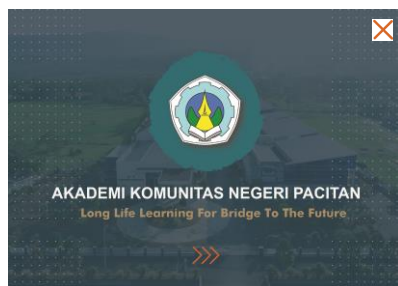 AKADEMI KOMUNITAS NEGERI PACITAN
Long Life Learning For Bridge To The Future